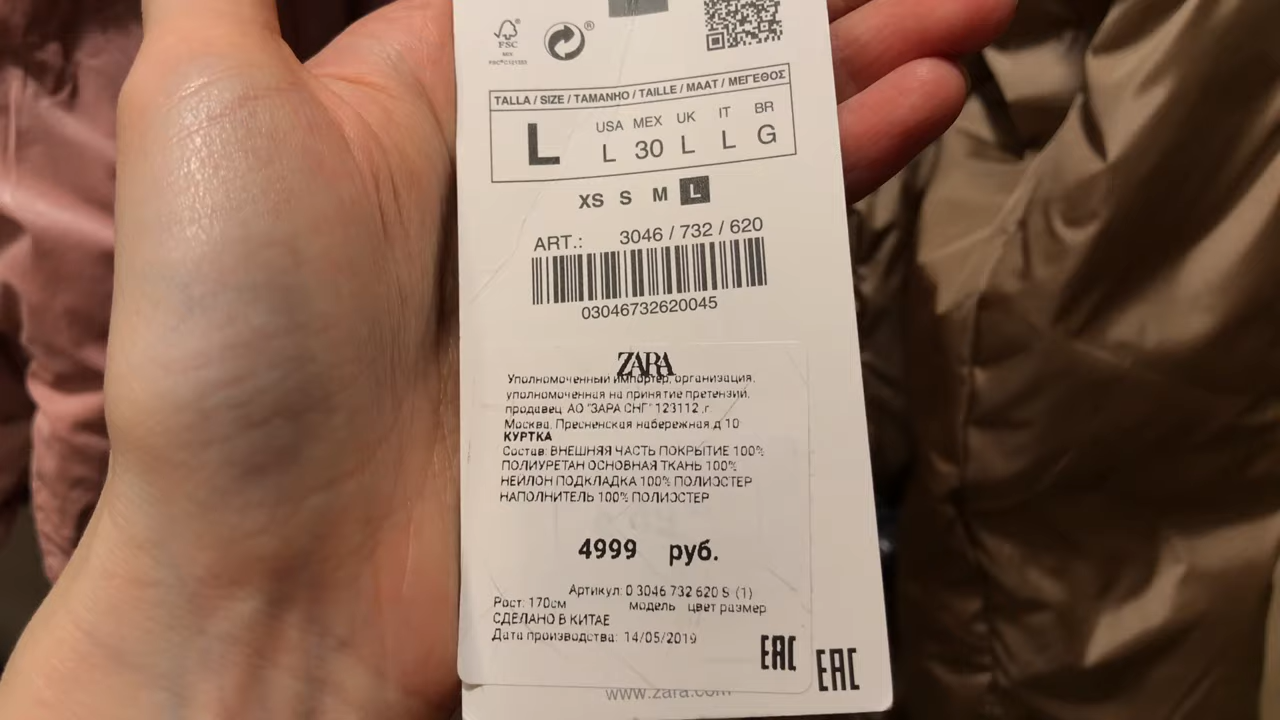 FSC
MIX
®
TALLA / SIZE / TAMANHO / TAILLE / MAAT / ΜΕΓΕΘΟΣ
L
USA MEX UK IT BR
L 30 L L G
XS S M L
ART.: 3046 / 732 / 620
03046732620045
ZARA
Уполномоченный импортер, организация,
уполномоченная на принятие претензий,
продавец АО "ЗАРА СНГ" 123112 ,г.
Москва, Пресненская набережная,д 10
КУРТКА
Состав: ВНЕШНЯЯ ЧАСТЬ ПОКРЫТИЕ 100%
ПОЛИУРЕТАН ОСНОВНАЯ ТКАНЬ 100%
НЕЙЛОН ПОДКЛАДКА 100% ПОЛИЭСТЕР
НАПОЛНИТЕЛЬ 100% ПОЛИЭСТЕР
4999 руб.
Артикул: 0 3046 732 620 S (1)
Рост: 170см модель цвет размер
СДЕЛАНО В КИТАЕ
Дата производства: 14/05/2019
EAC EAC
www.zara.com